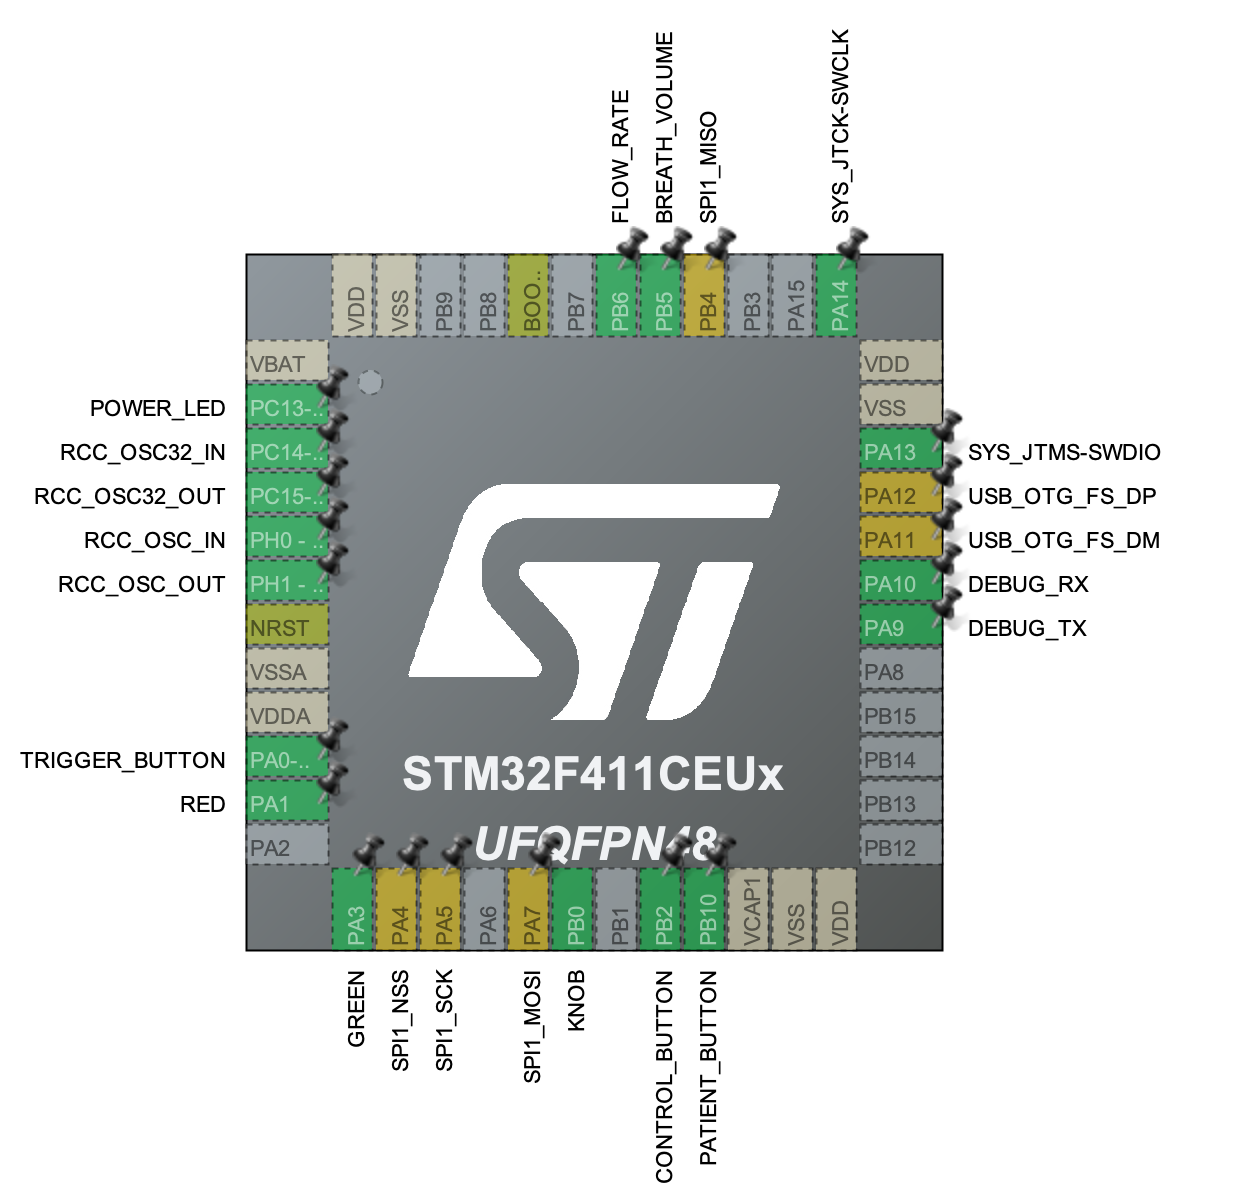 FLOW_RATE
BREATH_VOLUME
SPI1_MISO
SYS_JTCK-SWCLK
VDD
VSS
PB9
PB8
BOO..
PB7
PB6
PB5
PB4
PB3
PA15
PA14
VBAT
POWER_LED PC13-..
RCC_OSC32_IN PC14-..
RCC_OSC32_OUT PC15-..
RCC_OSC_IN PH0 - ..
RCC_OSC_OUT PH1 - ..
NRST
VSSA
VDDA
TRIGGER_BUTTON PA0-..
RED PA1
PA2
VDD
VSS
PA13 SYS_JTMS-SWDIO
PA12 USB_OTG_FS_DP
PA11 USB_OTG_FS_DM
PA10 DEBUG_RX
PA9 DEBUG_TX
PA8
PB15
PB14
PB13
PB12
ST
STM32F411CEUx
UFQFPN48
PA3
PA4
PA5
PA6
PA7
PB0
PB1
PB2
PB10
VCAP1
VSS
VDD
GREEN
SPI1_NSS
SPI1_SCK
SPI1_MOSI
KNOB
CONTROL_BUTTON
PATIENT_BUTTON